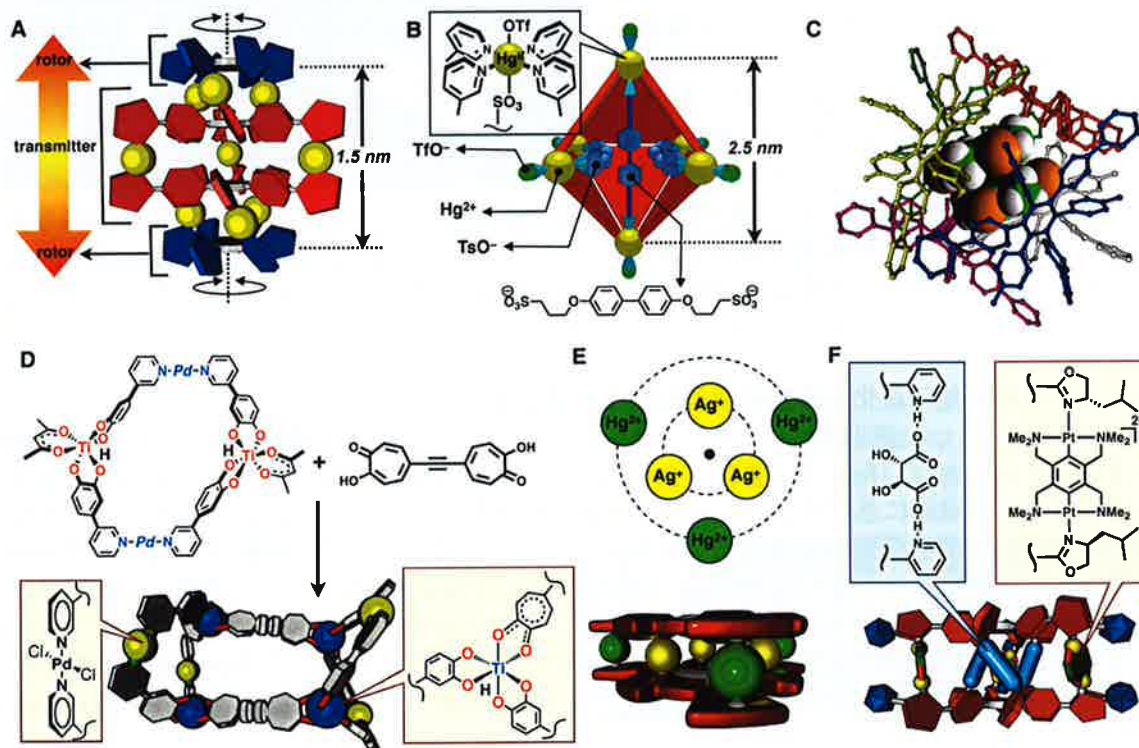 A
rotor
transmitter
rotor
1.5 nm
B
OTf
Hg
N
N
N
N
SO₃
TfO⁻
Hg²⁺
TsO⁻
2.5 nm
⊖
SO₃
O
O
⊖
SO₃
C
D
N-Pd-N
O
O
O
O
Ti
H
O
O
O
O
O
O
H
Ti
O
O
O
O
N-Pd-N
+
O
HO
OH
O
N
Cl
Pd
Cl
N
O
O
O
O
Ti
H
O
O
E
Hg²⁺
Ag⁺
Hg²⁺
Ag⁺
Ag⁺
Hg²⁺
F
N
H
O
O
HO
HO
O
O
H
N
O
N
2
Me₂N
Pt
NMe₂
Me₂N
Pt
NMe₂
N
O